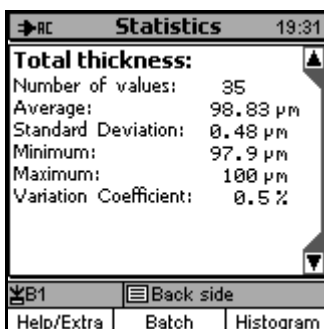 AC Statistics 19:31
Total thickness:
Number of values: 35
Average: 98.83 µm
Standard Deviation: 0.48 µm
Minimum: 97.9 µm
Maximum: 100 µm
Variation Coefficient: 0.5 %
B1 Back side
Help/Extra Batch Histogram